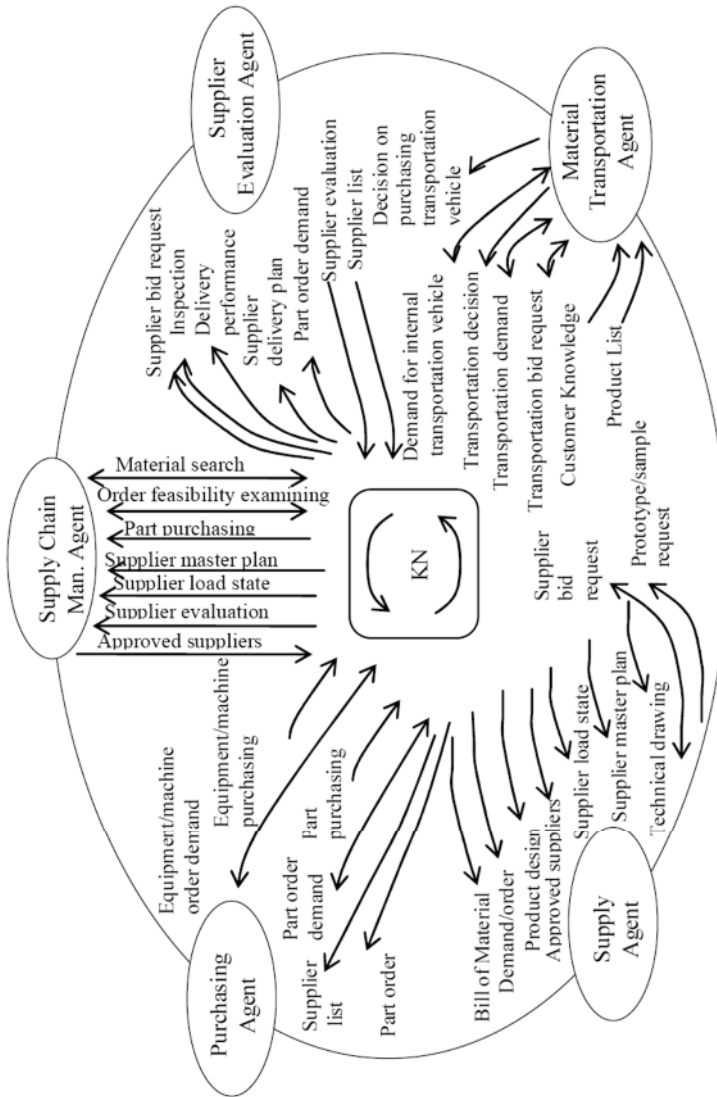 Supply Chain
Man. Agent
Purchasing
Agent
Supplier
Evaluation Agent
Approved suppliers
Supplier evaluation
Supplier load state
Supplier master plan
Part purchasing
Order feasibility examining
Material search
Equipment/machine
order demand
Equipment/machine
purchasing
Supplier bid request
Inspection
Delivery
performance
Supplier
delivery plan
Part order demand
Supplier evaluation
Supplier list
Part
purchasing
Part order
demand
Supplier
list
Part order
KN
Decision on
purchasing
transportation
vehicle
Demand for internal
transportation vehicle
Transportation decision
Transportation demand
Transportation bid request
Customer Knowledge
Product List
Bill of Material
Demand/order
Product design
Approved suppliers
Supplier load state
Supplier master plan
Technical drawing
Supplier
bid
request
Prototype/sample
request
Supply
Agent
Material
Transportation
Agent